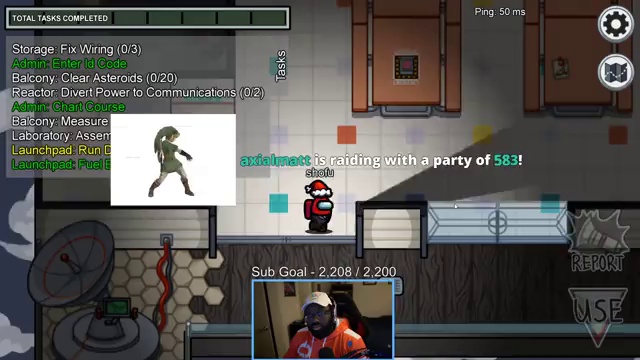 TOTAL TASKS COMPLETED
Ping: 50 ms
Storage: Fix Wiring (0/3)
Admin: Enter Id Code
Balcony: Clear Asteroids (0/20)
Reactor: Divert Power to Communications (0/2)
Admin: Chart Course
Balcony: Measure
Laboratory: Assem
Launchpad: Run D
Launchpad: Fuel E
Tasks
axialmatt is raiding with a party of 583!
shofu
REPORT
USE
Sub Goal - 2,208 / 2,200